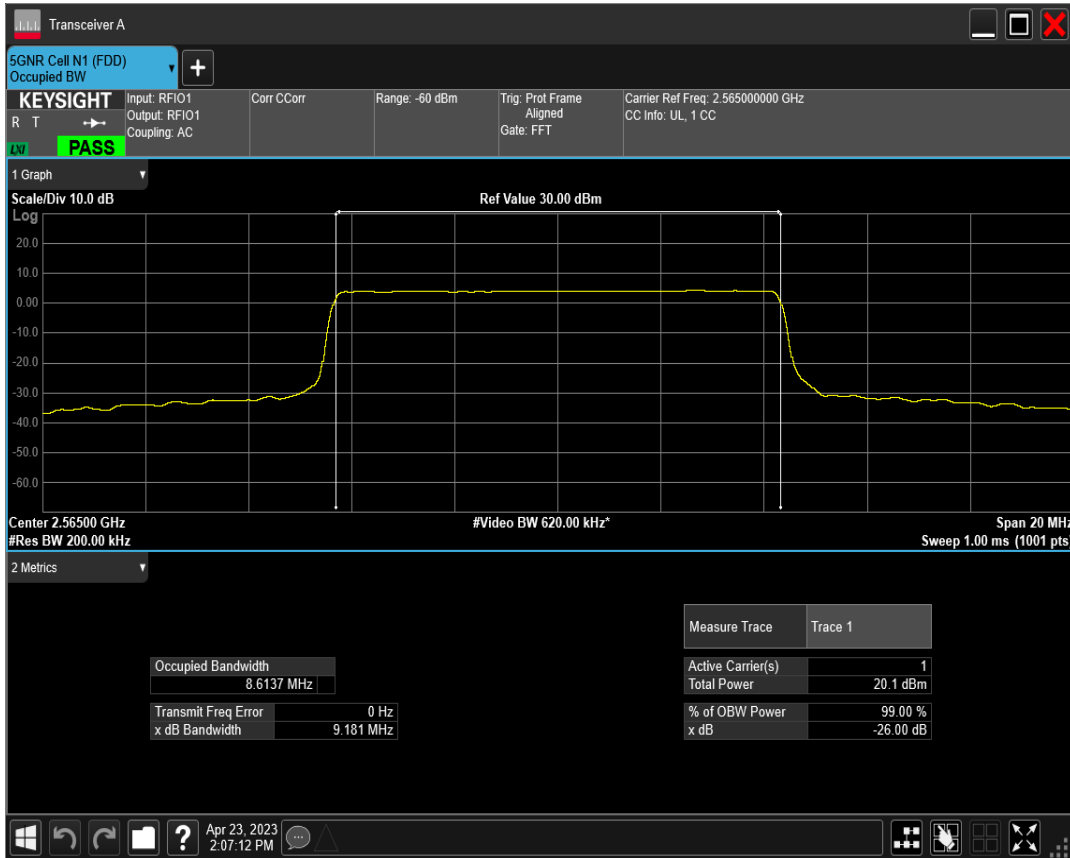 Transceiver A
5GNR Cell N1 (FDD)
Occupied BW
+
KEYSIGHT
R T
LXI
PASS
Input: RFIO1
Output: RFIO1
Coupling: AC
Corr CCorr
Range: -60 dBm
Trig: Prot Frame
Aligned
Gate: FFT
Carrier Ref Freq: 2.565000000 GHz
CC Info: UL, 1 CC
1 Graph
Scale/Div 10.0 dB
Ref Value 30.00 dBm
Log
20.0
10.0
0.00
-10.0
-20.0
-30.0
-40.0
-50.0
-60.0
Center 2.56500 GHz
#Video BW 620.00 kHz*
Span 20 MHz
#Res BW 200.00 kHz
Sweep 1.00 ms (1001 pts)
2 Metrics
Measure Trace Trace 1
Occupied Bandwidth
8.6137 MHz
Active Carrier(s) 1
Total Power 20.1 dBm
Transmit Freq Error 0 Hz
x dB Bandwidth 9.181 MHz
% of OBW Power 99.00 %
x dB -26.00 dB
?
Apr 23, 2023
2:07:12 PM